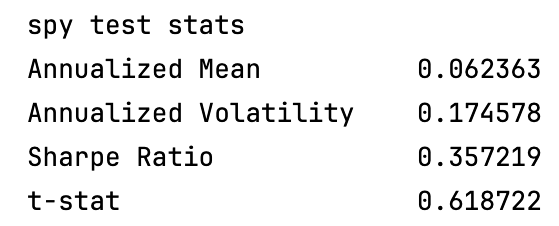 spy test stats
Annualized Mean 0.062363
Annualized Volatility 0.174578
Sharpe Ratio 0.357219
t-stat 0.618722